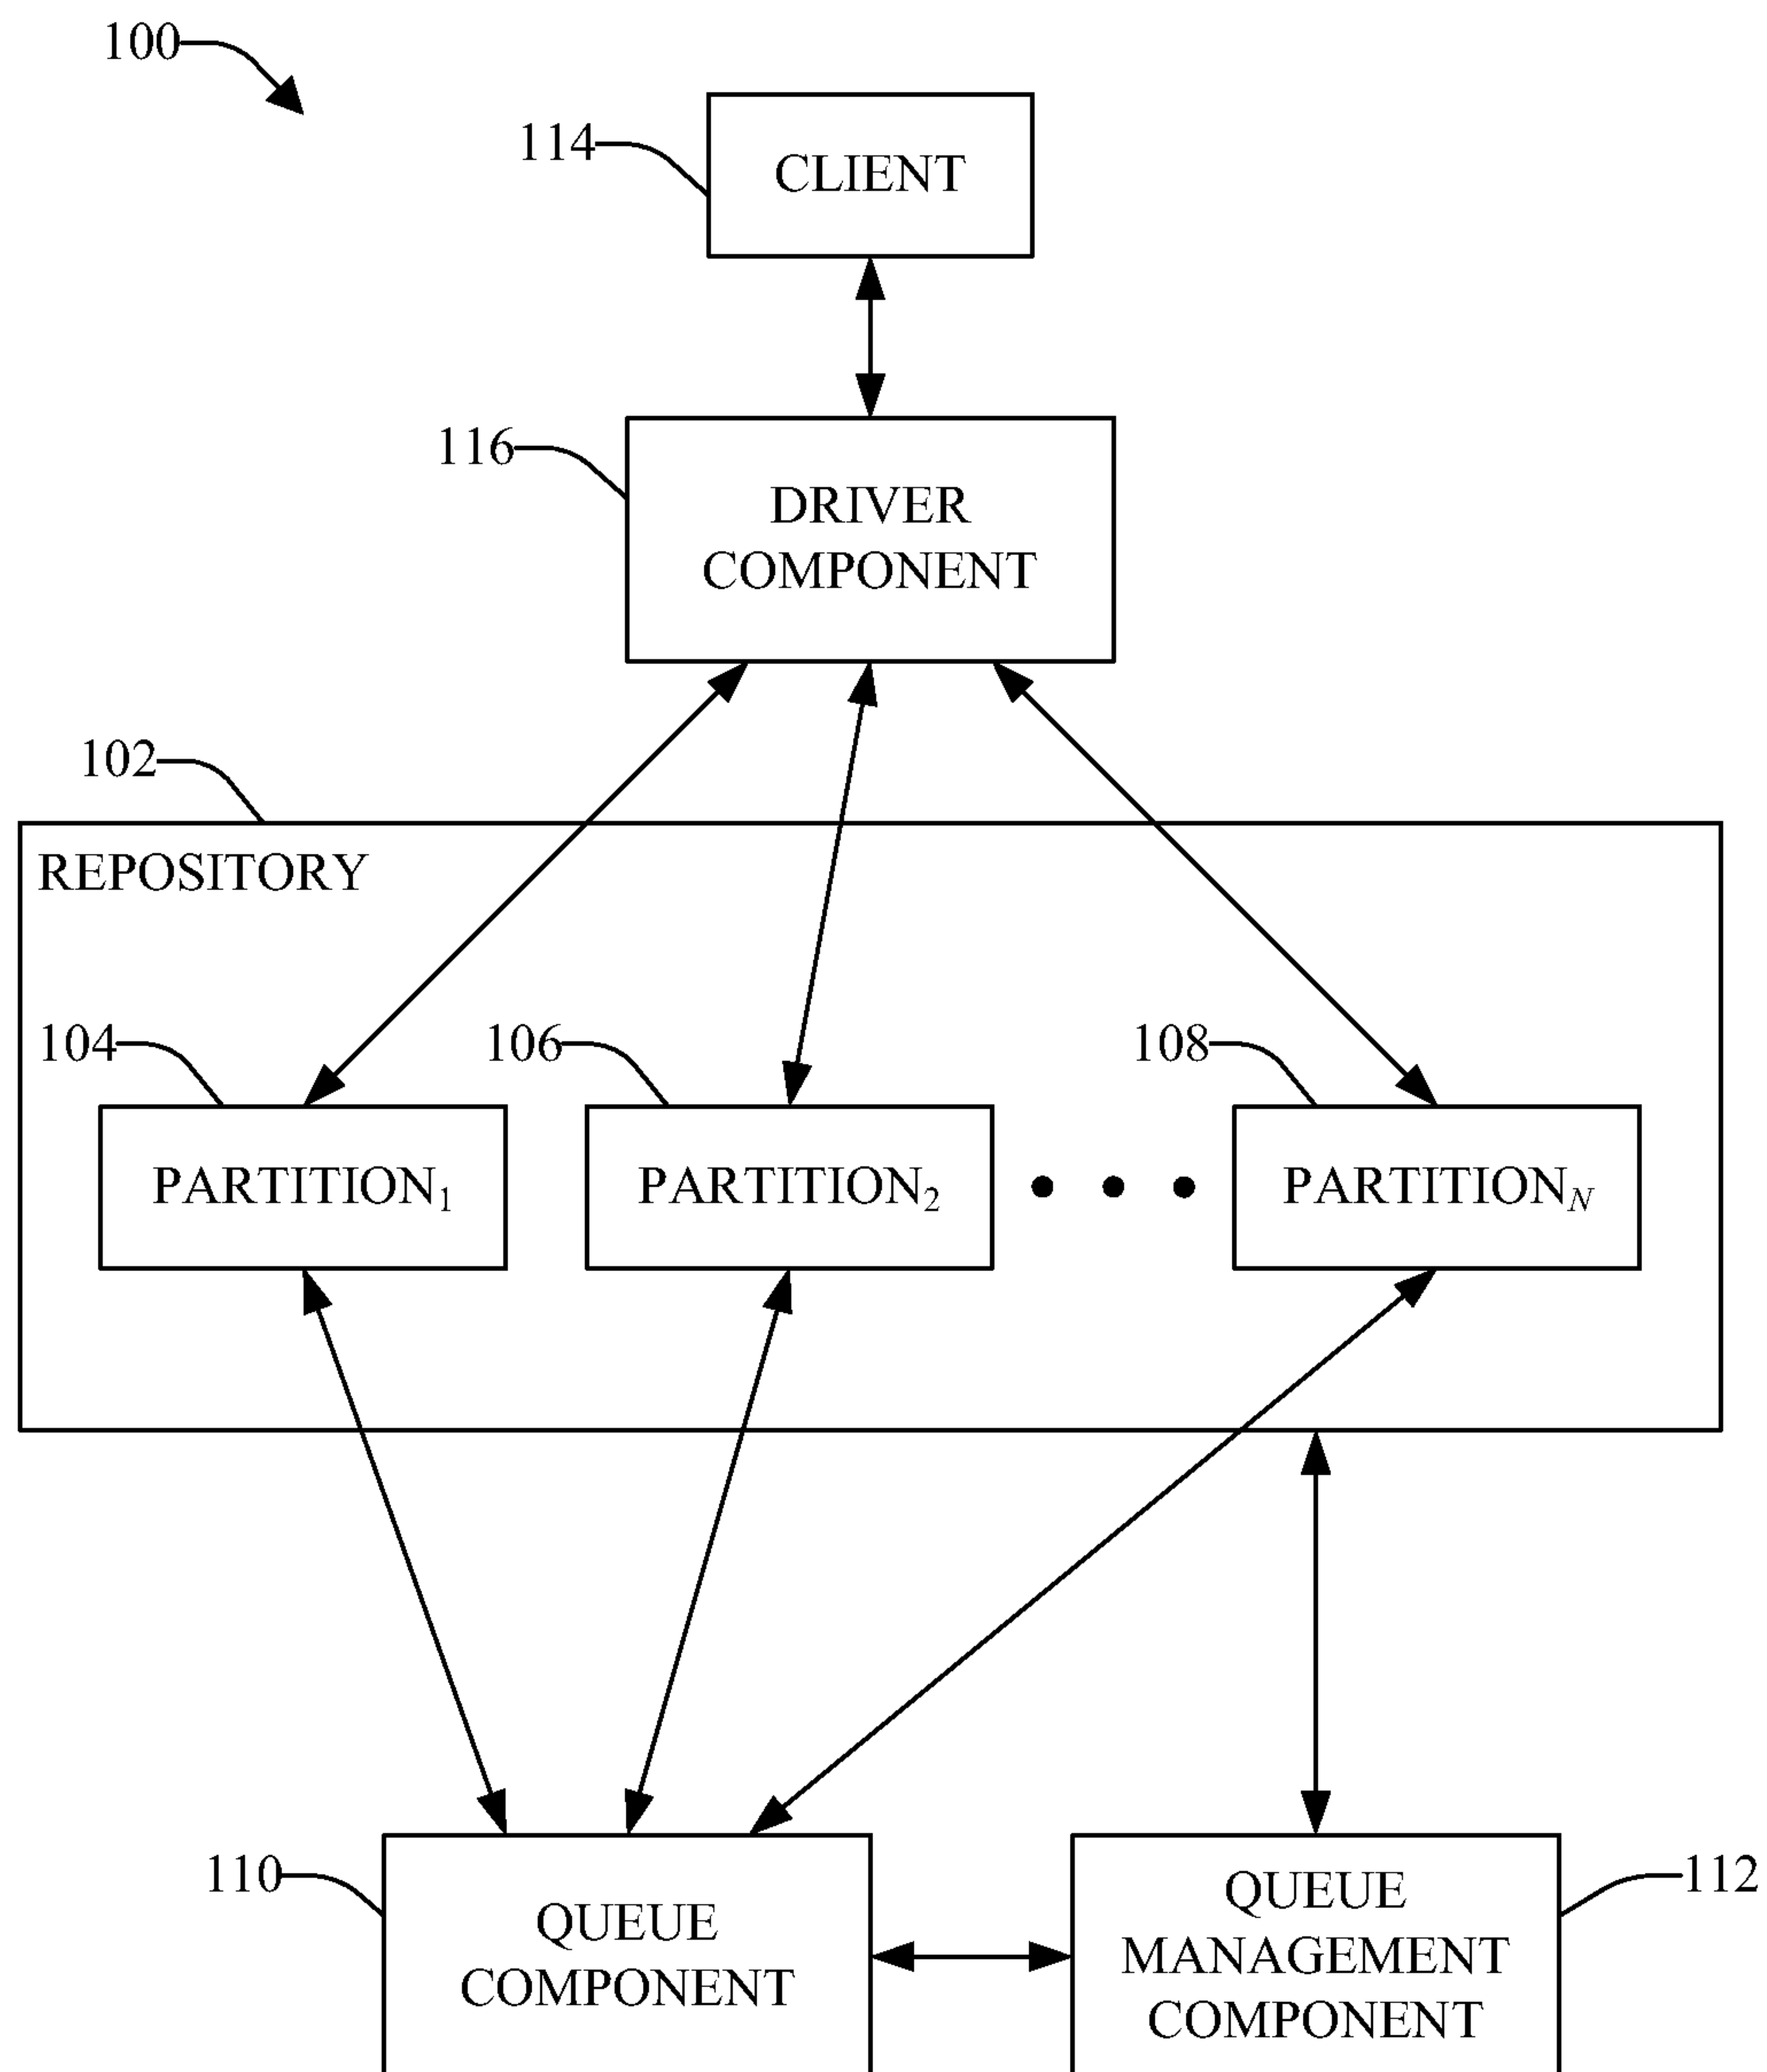 100
114
CLIENT
116
DRIVER
COMPONENT
102
REPOSITORY
104
106
108
PARTITION₁
PARTITION₂
PARTITION_N
110
QUEUE
COMPONENT
112
QUEUE
MANAGEMENT
COMPONENT